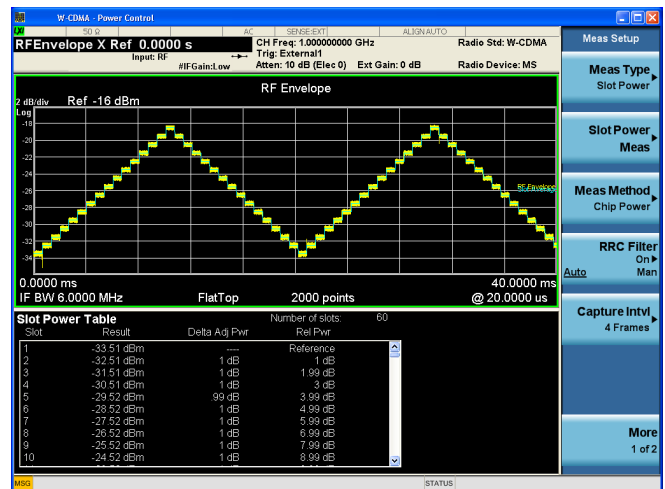 W-CDMA - Power Control
50 Ω AC SENSE:EXT ALIGN AUTO
RFEnvelope X Ref 0.0000 s
Input: RF
#IFGain:Low
CH Freq: 1.000000000 GHz
Trig: External1
Atten: 10 dB (Elec 0) Ext Gain: 0 dB
Radio Std: W-CDMA
Radio Device: MS
RF Envelope
2 dB/div Ref -16 dBm
Log
-18
-20
-22
-24
-26
RF Envelope
-28
-30
-32
-34
0.0000 ms 40.0000 ms
IF BW 6.0000 MHz FlatTop 2000 points @ 20.0000 us
Slot Power Table Number of slots: 60
Slot Result Delta Adj Pwr Rel Pwr
1 -33.51 dBm ---- Reference
2 -32.51 dBm 1 dB 1 dB
3 -31.51 dBm 1 dB 1.99 dB
4 -30.51 dBm 1 dB 3 dB
5 -29.52 dBm .99 dB 3.99 dB
6 -28.52 dBm 1 dB 4.99 dB
7 -27.52 dBm 1 dB 5.99 dB
8 -26.52 dBm 1 dB 6.99 dB
9 -25.52 dBm 1 dB 7.99 dB
10 -24.52 dBm 1 dB 8.99 dB
Meas Setup
Meas Type
Slot Power
Slot Power
Meas
Meas Method
Chip Power
RRC Filter
On
Auto Man
Capture Intvl
4 Frames
More
1 of 2
MSG STATUS